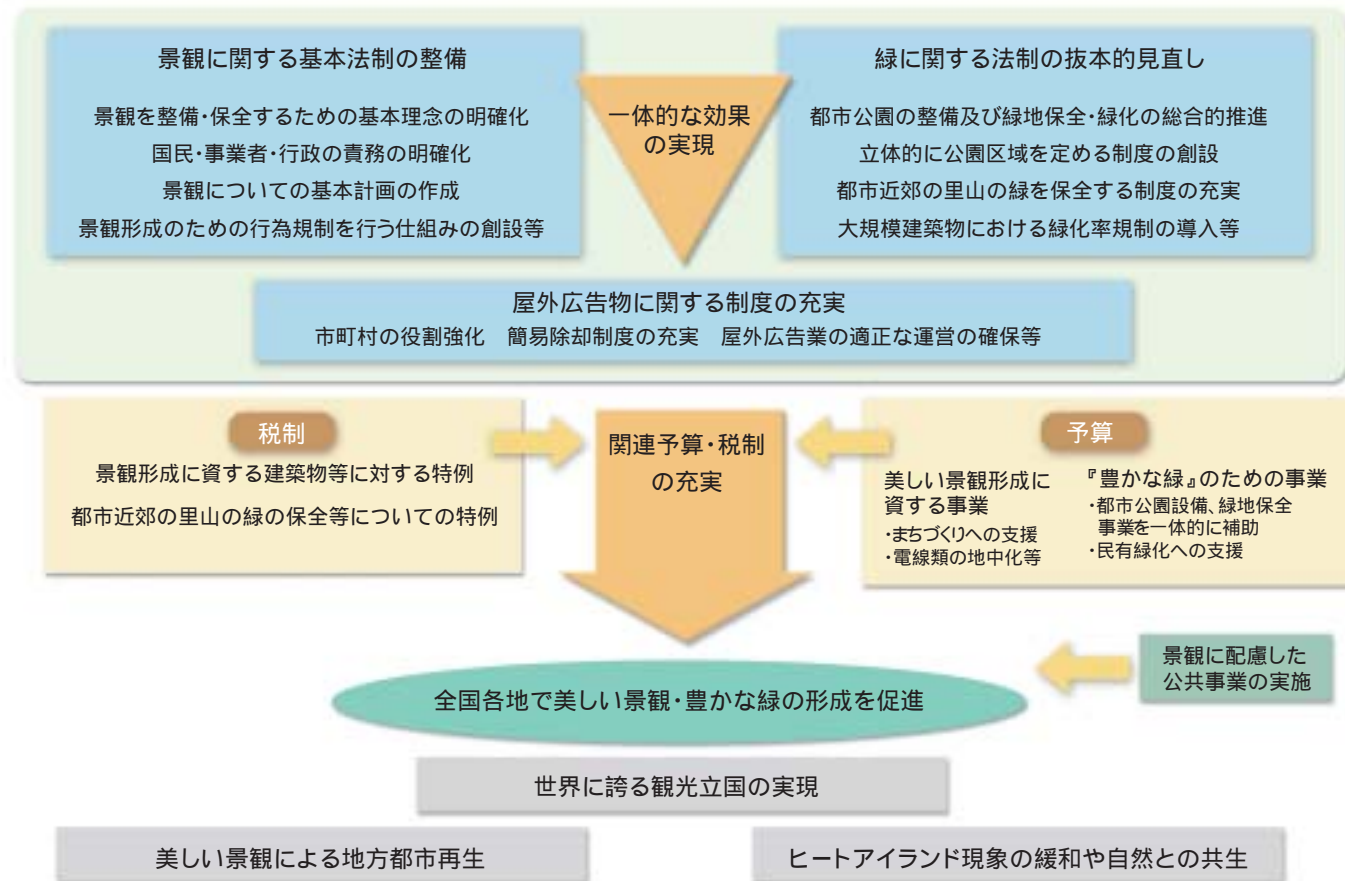 景観に関する基本法制の整備
景観を整備・保全するための基本理念の明確化
国民・事業者・行政の責務の明確化
景観についての基本計画の作成
景観形成のための行為規制を行う仕組みの創設等
一体的な効果
の実現
緑に関する法制の抜本的見直し
都市公園の整備及び緑地保全・緑化の総合的推進
立体的に公園区域を定める制度の創設
都市近郊の里山の緑を保全する制度の充実
大規模建築物における緑化率規制の導入等
屋外広告物に関する制度の充実
市町村の役割強化　簡易除却制度の充実　屋外広告業の適正な運営の確保等
税制
景観形成に資する建築物等に対する特例
都市近郊の里山の緑の保全等についての特例
関連予算・税制
の充実
予算
美しい景観形成に
資する事業
・まちづくりへの支援
・電線類の地中化等
『豊かな緑』のための事業
・都市公園設備、緑地保全
事業を一体的に補助
・民有緑化への支援
景観に配慮した
公共事業の実施
全国各地で美しい景観・豊かな緑の形成を促進
世界に誇る観光立国の実現
美しい景観による地方都市再生
ヒートアイランド現象の緩和や自然との共生